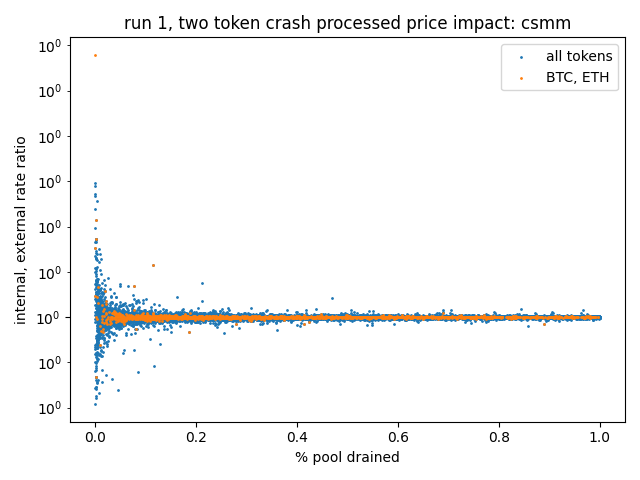 run 1, two token crash processed price impact: csmm
all tokens
BTC, ETH
internal, external rate ratio
10⁰
10⁰
10⁰
10⁰
10⁰
10⁰
10⁰
10⁰
10⁰
0.0 0.2 0.4 0.6 0.8 1.0
% pool drained